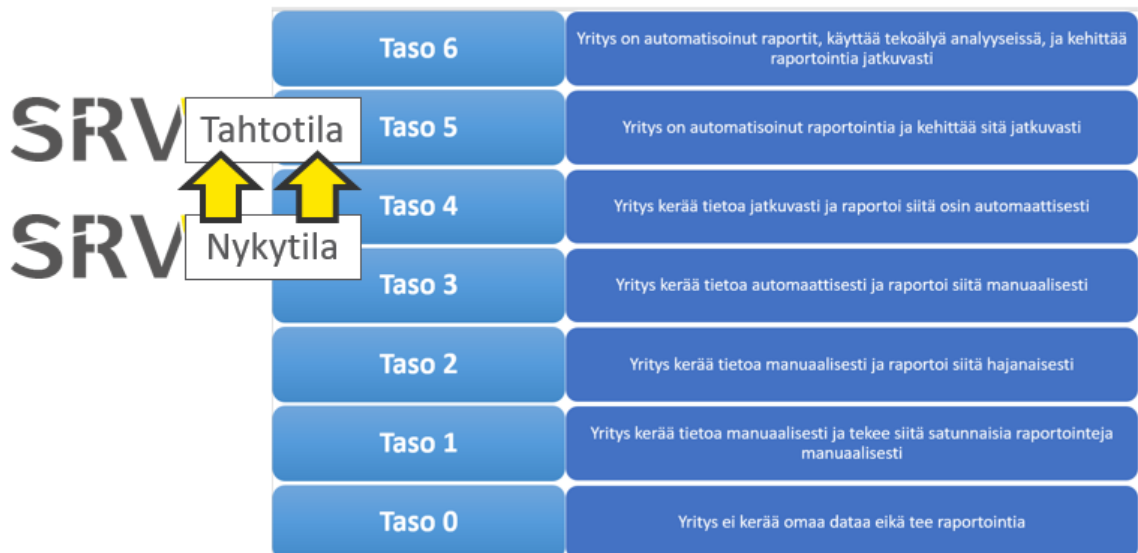 Taso 6
Yritys on automatisoinut raportit, käyttää tekoälyä analyyseissä, ja kehittää
raportointia jatkuvasti
SRV
Tahtotila
Taso 5
Yritys on automatisoinut raportointia ja kehittää sitä jatkuvasti
Taso 4
Yritys kerää tietoa jatkuvasti ja raportoi siitä osin automaattisesti
SRV
Nykytila
Taso 3
Yritys kerää tietoa automaattisesti ja raportoi siitä manuaalisesti
Taso 2
Yritys kerää tietoa manuaalisesti ja raportoi siitä hajanaisesti
Taso 1
Yritys kerää tietoa manuaalisesti ja tekee siitä satunnaisia raportointeja
manuaalisesti
Taso 0
Yritys ei kerää omaa dataa eikä tee raportointia